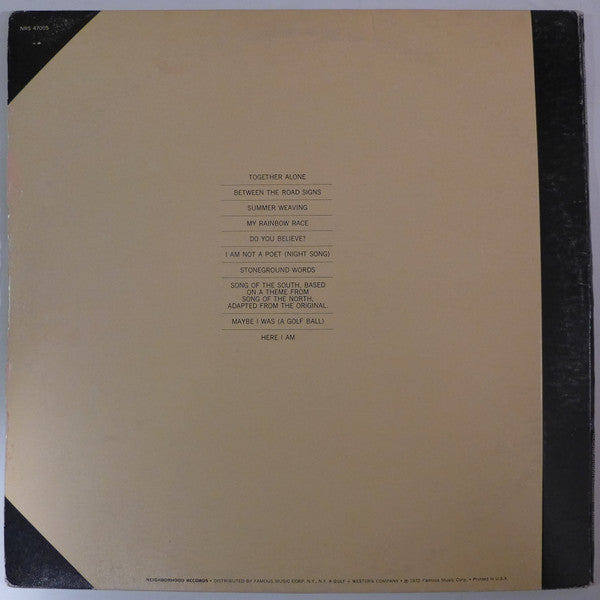 NRS 47005
TOGETHER ALONE
BETWEEN THE ROAD SIGNS
SUMMER WEAVING
MY RAINBOW RACE
DO YOU BELIEVE?
I AM NOT A POET (NIGHT SONG)
STONEGROUND WORDS
SONG OF THE SOUTH, BASED
ON A THEME FROM
SONG OF THE NORTH,
ADAPTED FROM THE ORIGINAL.
MAYBE I WAS (A GOLF BALL)
HERE I AM
NEIGHBORHOOD RECORDS • DISTRIBUTED BY FAMOUS MUSIC CORP. N.Y., N.Y. A GULF + WESTERN COMPANY • ℗ 1972 Famous Music Corp. • Printed in U.S.A.